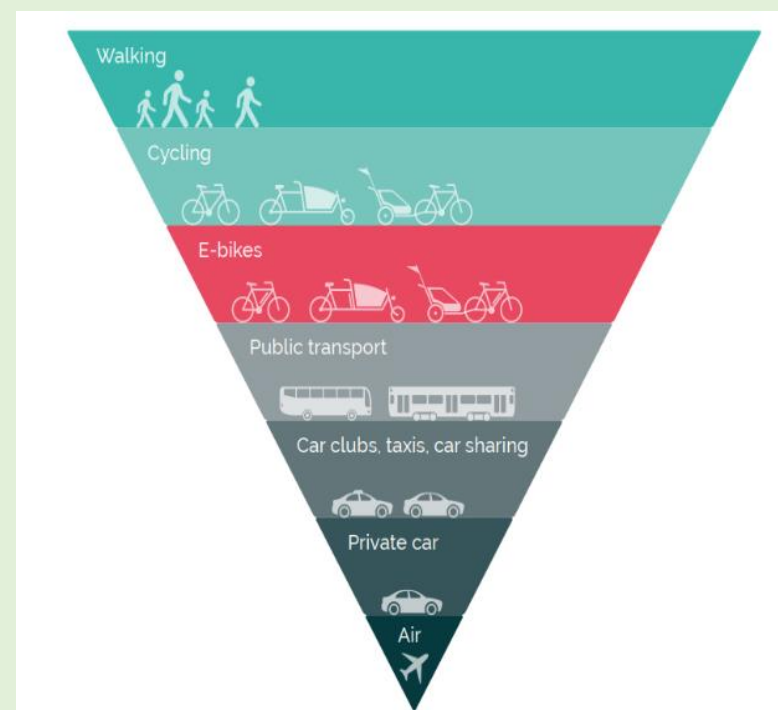 Walking
Cycling
E-bikes
Public transport
Car clubs, taxis, car sharing
Private car
Air